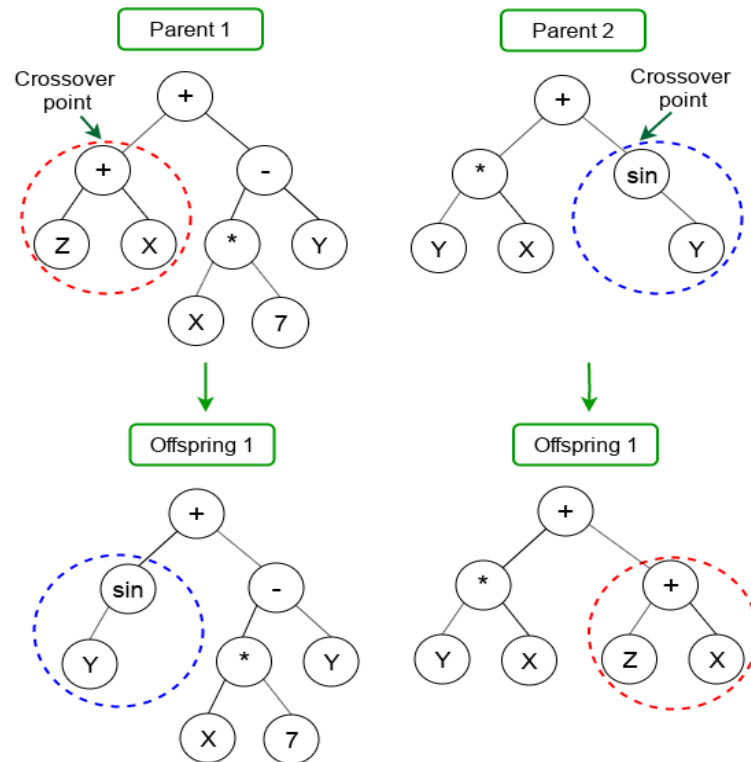 Parent 1
Parent 2
Crossover
point
Crossover
point
+
+
+
-
*
sin
Z
X
*
Y
Y
X
Y
X
7
Offspring 1
Offspring 1
+
+
sin
-
*
+
Y
*
Y
Y
X
Z
X
X
7